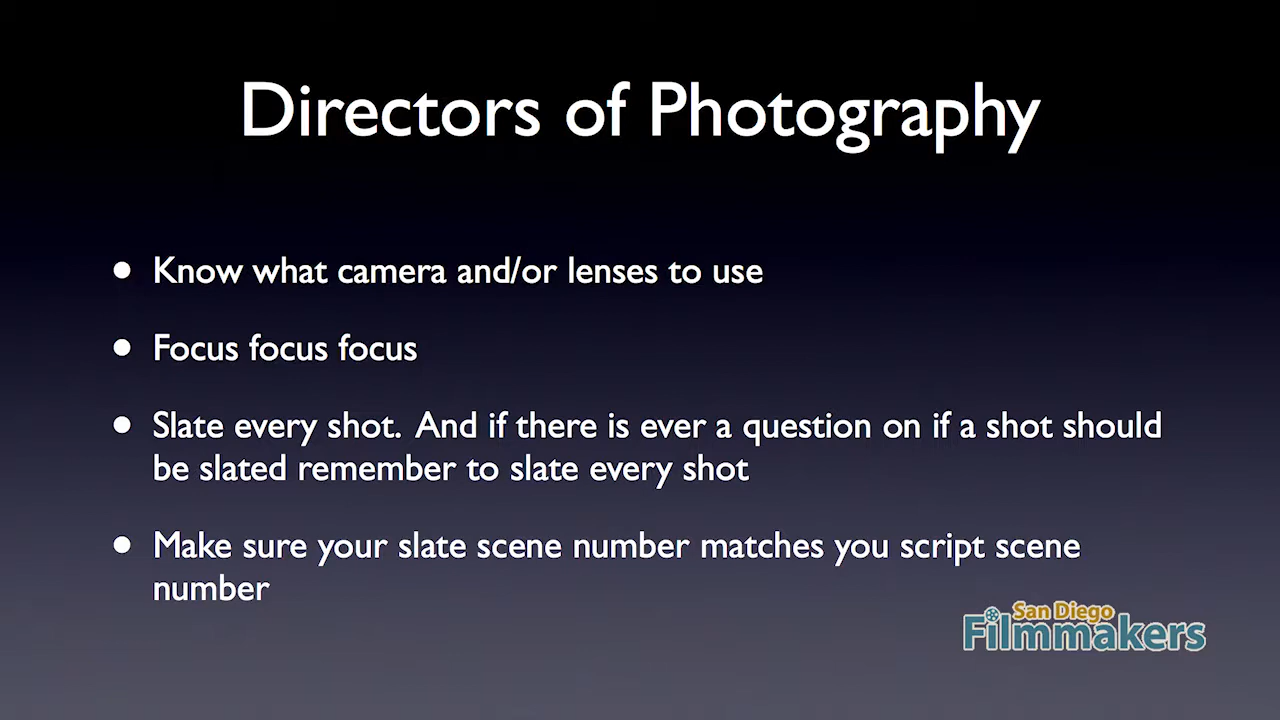 Directors of Photography
• Know what camera and/or lenses to use
• Focus focus focus
• Slate every shot. And if there is ever a question on if a shot should
be slated remember to slate every shot
• Make sure your slate scene number matches you script scene
number
San Diego
Filmmakers